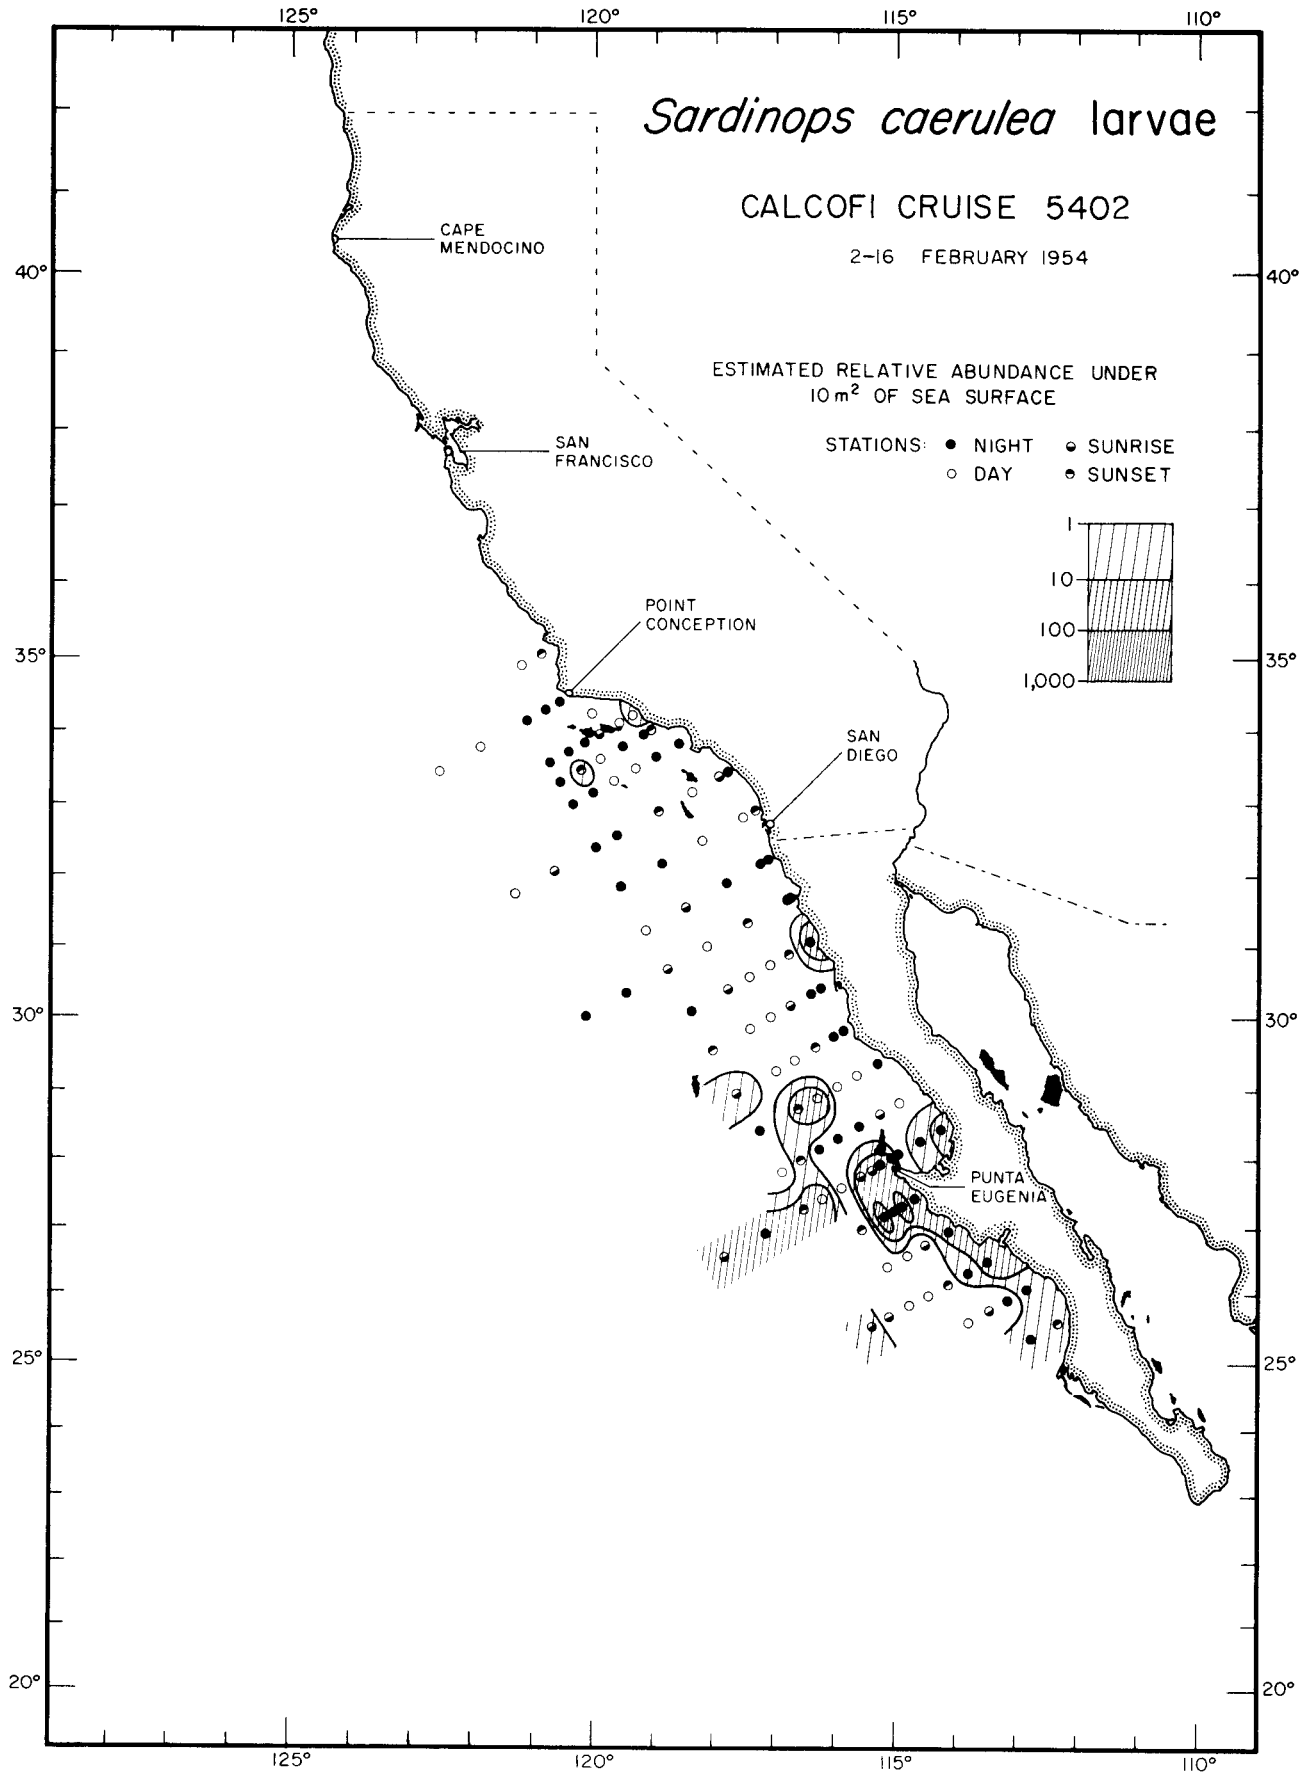 125° 120° 115° 110°
Sardinops caerulea larvae
CALCOFI CRUISE 5402
2-16 FEBRUARY 1954
CAPE
MENDOCINO
40° 40°
ESTIMATED RELATIVE ABUNDANCE UNDER
10 m² OF SEA SURFACE
STATIONS: NIGHT SUNRISE
DAY SUNSET
SAN
FRANCISCO
1
10
100
1,000
POINT
CONCEPTION
35° 35°
SAN
DIEGO
30° 30°
PUNTA
EUGENIA
25° 25°
20° 20°
125° 120° 115° 110°